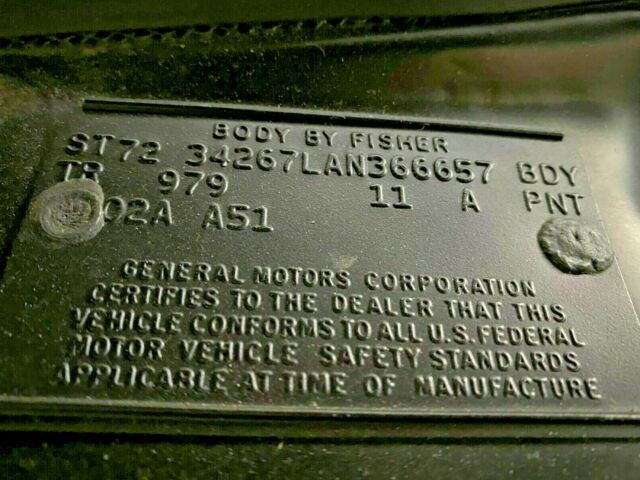 BODY BY FISHER
ST72 34267LAN366657 BDY
TR 979 11 A PNT
02A A51
GENERAL MOTORS CORPORATION
CERTIFIES TO THE DEALER THAT THIS
VEHICLE CONFORMS TO ALL U.S. FEDERAL
MOTOR VEHICLE SAFETY STANDARDS
APPLICABLE AT TIME OF MANUFACTURE